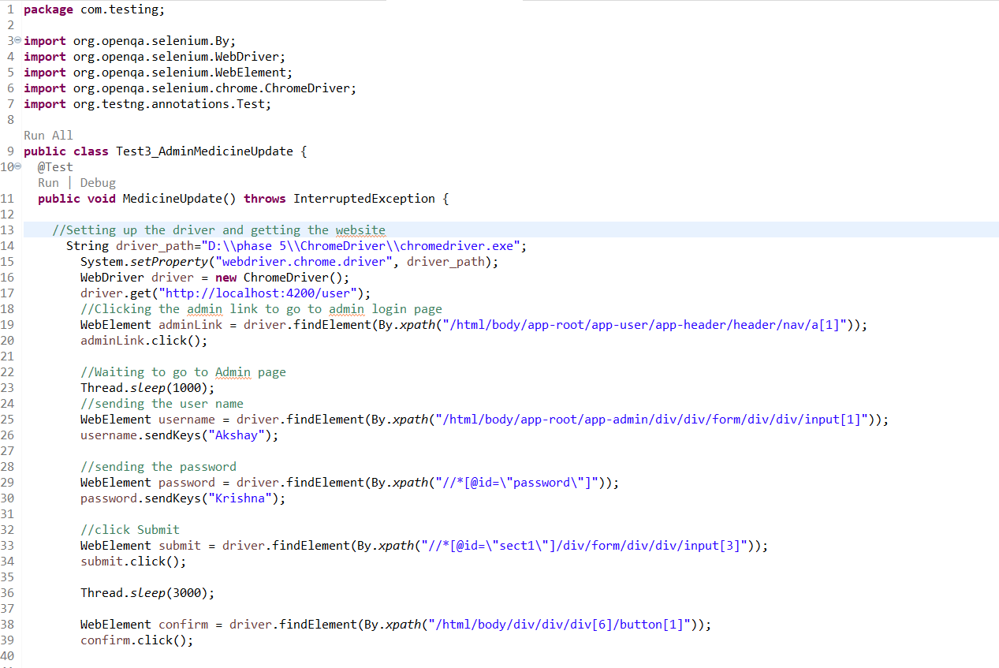 1 package com.testing;
2
3 import org.openqa.selenium.By;
4 import org.openqa.selenium.WebDriver;
5 import org.openqa.selenium.WebElement;
6 import org.openqa.selenium.chrome.ChromeDriver;
7 import org.testng.annotations.Test;
8
Run All
9 public class Test3_AdminMedicineUpdate {
10 @Test
Run | Debug
11 public void MedicineUpdate() throws InterruptedException {
12
13 //Setting up the driver and getting the website
14 String driver_path="D:\\phase 5\\ChromeDriver\\chromedriver.exe";
15 System.setProperty("webdriver.chrome.driver", driver_path);
16 WebDriver driver = new ChromeDriver();
17 driver.get("http://localhost:4200/user");
18 //Clicking the admin link to go to admin login page
19 WebElement adminLink = driver.findElement(By.xpath("/html/body/app-root/app-user/app-header/header/nav/a[1]"));
20 adminLink.click();
21
22 //Waiting to go to Admin page
23 Thread.sleep(1000);
24 //sending the user name
25 WebElement username = driver.findElement(By.xpath("/html/body/app-root/app-admin/div/div/form/div/div/input[1]"));
26 username.sendKeys("Akshay");
27
28 //sending the password
29 WebElement password = driver.findElement(By.xpath("//*[@id=\"password\"]"));
30 password.sendKeys("Krishna");
31
32 //click Submit
33 WebElement submit = driver.findElement(By.xpath("//*[@id=\"sect1\"]/div/form/div/div/input[3]"));
34 submit.click();
35
36 Thread.sleep(3000);
37
38 WebElement confirm = driver.findElement(By.xpath("/html/body/div/div/div[6]/button[1]"));
39 confirm.click();
40